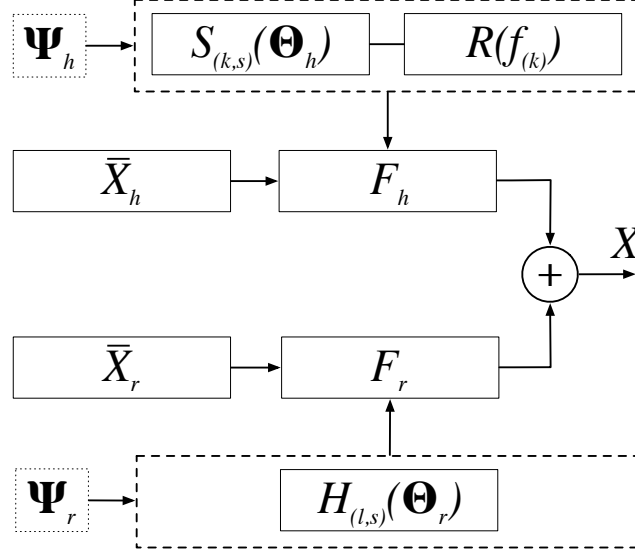 Ψ_h S_(k,s)(Θ_h) R(f_(k))
X̅_h F_h
+ X
X̅_r F_r
Ψ_r H_(l,s)(Θ_r)